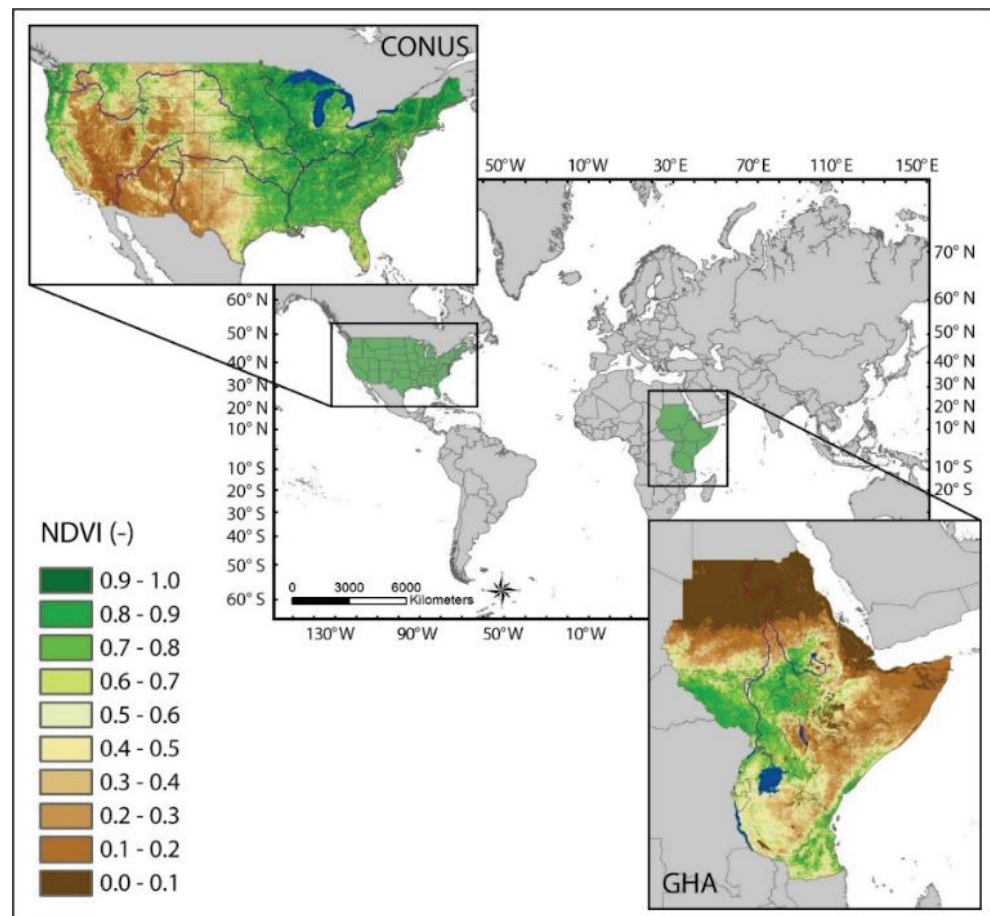 CONUS
50°W 10°W 30°E 70°E 110°E 150°E
70° N
60° N 60° N
50° N 50° N
40° N 40° N
30° N 30° N
20° N 20° N
10° N 10° N
10° S 10° S
20° S 20° S
30° S
40° S
50° S
60° S
0 3000 6000
Kilometers
130°W 90°W 50°W 10°W
NDVI (-)
0.9 - 1.0
0.8 - 0.9
0.7 - 0.8
0.6 - 0.7
0.5 - 0.6
0.4 - 0.5
0.3 - 0.4
0.2 - 0.3
0.1 - 0.2
0.0 - 0.1
GHA